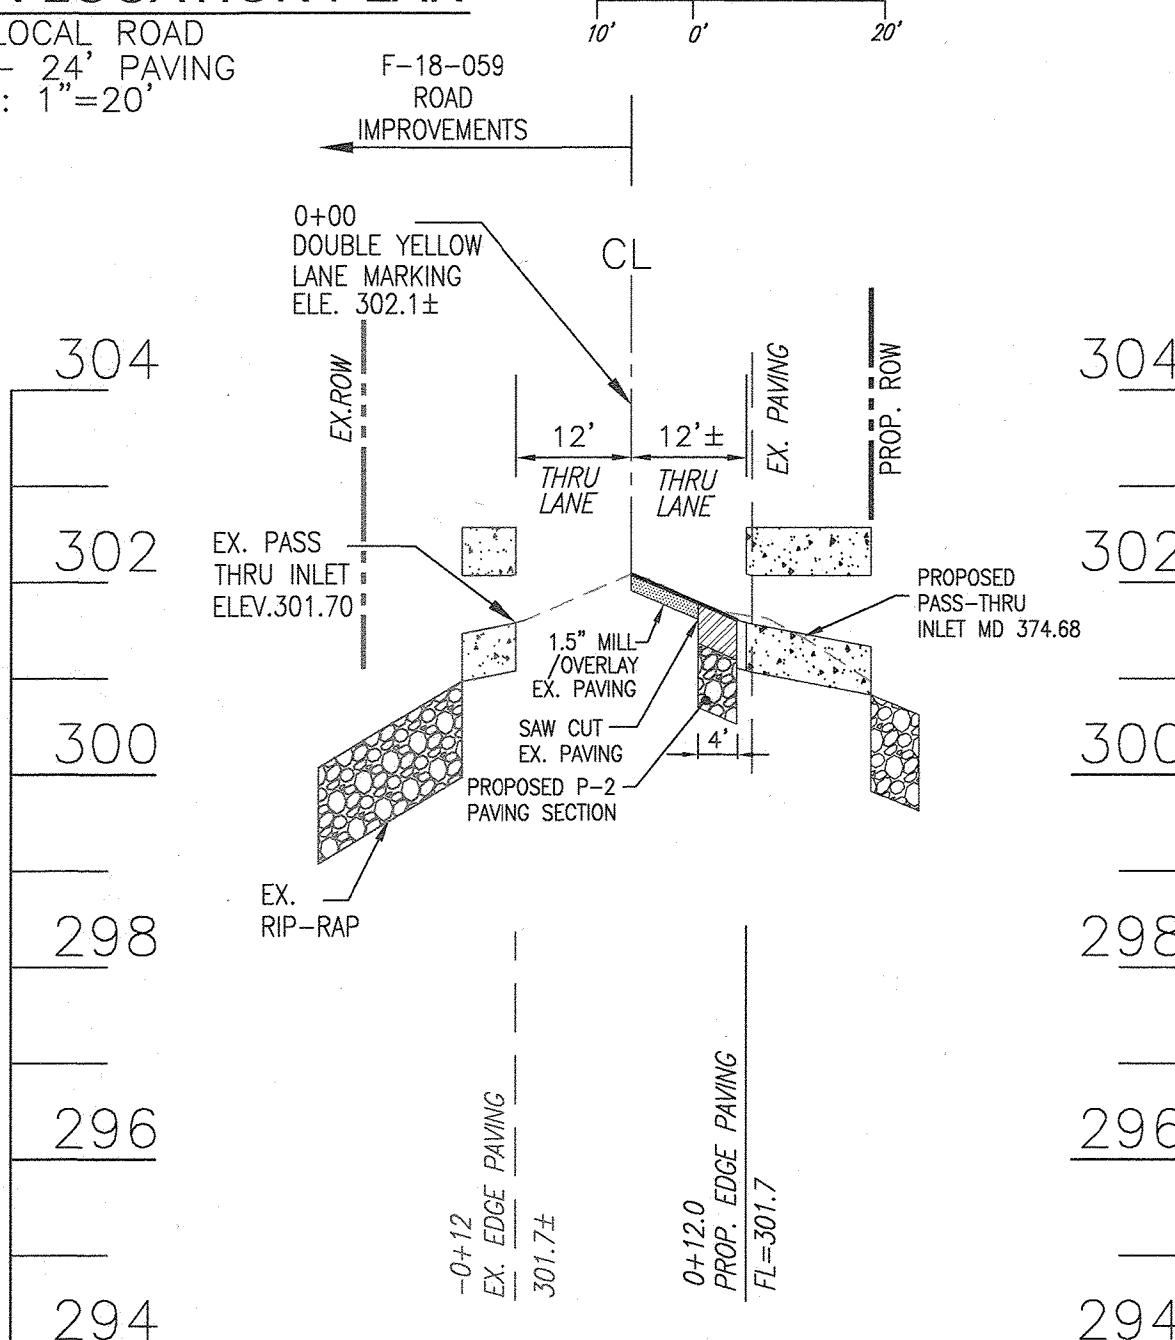 LOCATION PLAN
LOCAL ROAD
- 24' PAVING
: 1"=20'
10' 0' 20'
F-18-059
ROAD
IMPROVEMENTS
0+00
DOUBLE YELLOW
LANE MARKING
ELE. 302.1±
CL
304
304
EX.ROW
12'
THRU
LANE
12'±
THRU
LANE
EX. PAVING
PROP. ROW
302
302
EX. PASS
THRU INLET
ELEV.301.70
PROPOSED
PASS-THRU
INLET MD 374.68
1.5" MILL
/OVERLAY
EX. PAVING
SAW CUT
EX. PAVING
4'
PROPOSED P-2
PAVING SECTION
300
300
EX.
RIP-RAP
298
298
296
296
-0+12
EX. EDGE PAVING
301.7±
0+12.0
PROP. EDGE PAVING
FL=301.7
294
294